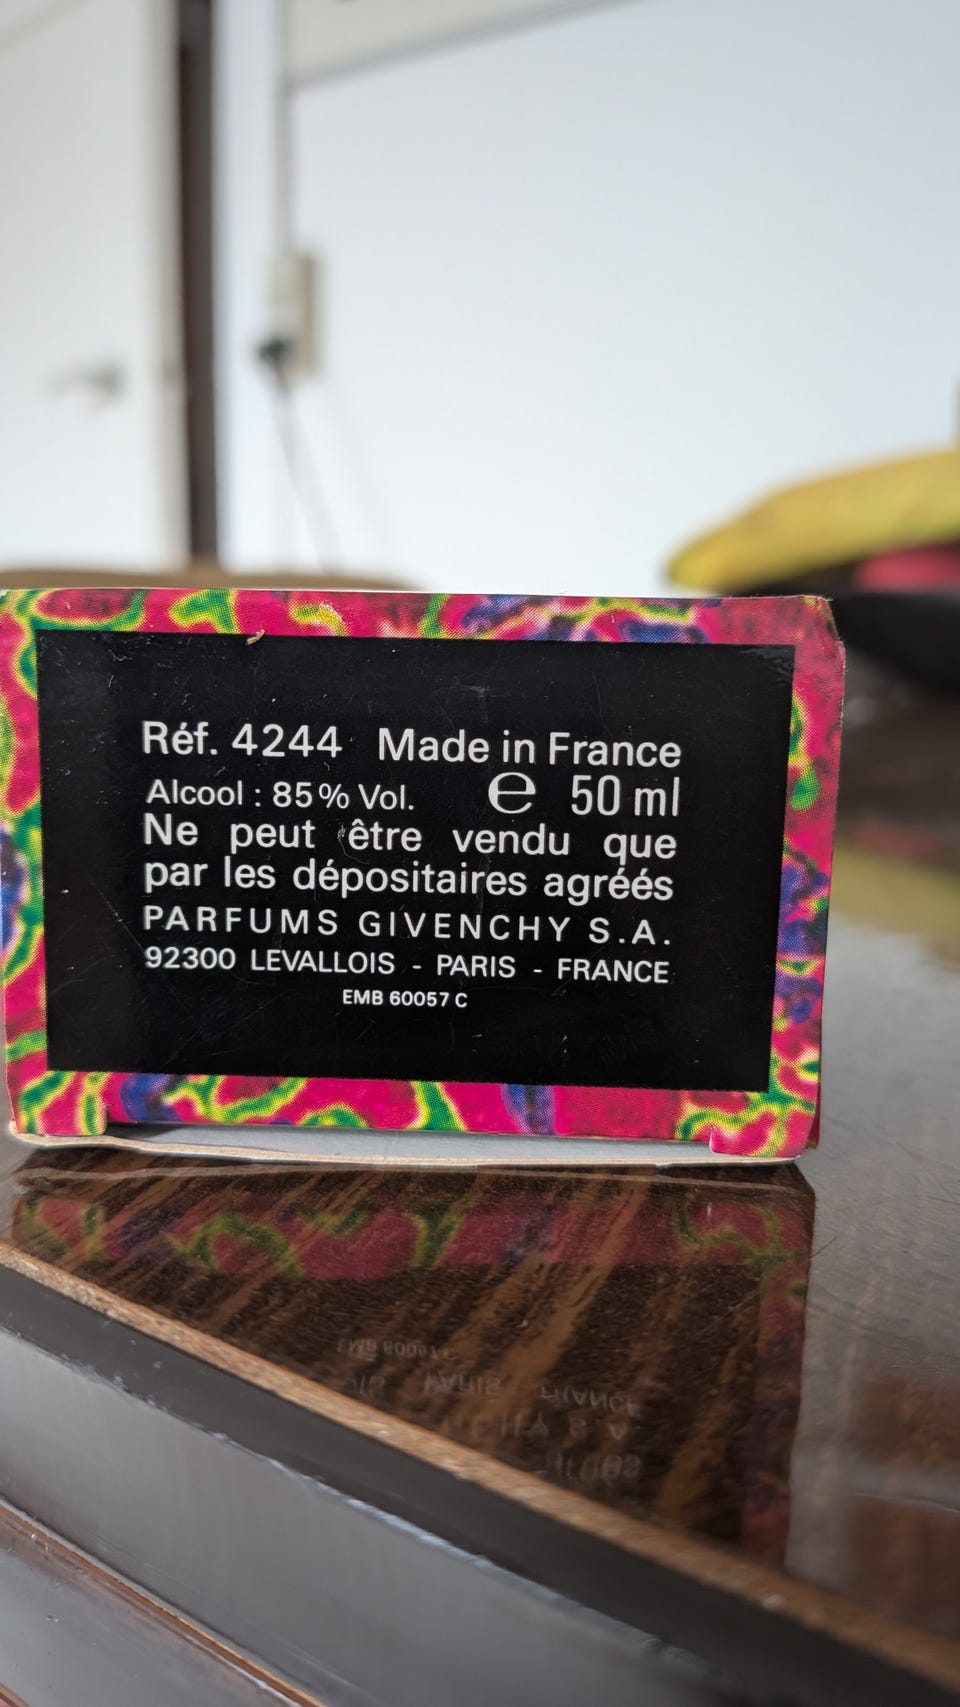 Réf. 4244 Made in France
Alcool : 85% Vol. ℮ 50 ml
Ne peut être vendu que
par les dépositaires agréés
PARFUMS GIVENCHY S.A.
92300 LEVALLOIS - PARIS - FRANCE
EMB 60057 C